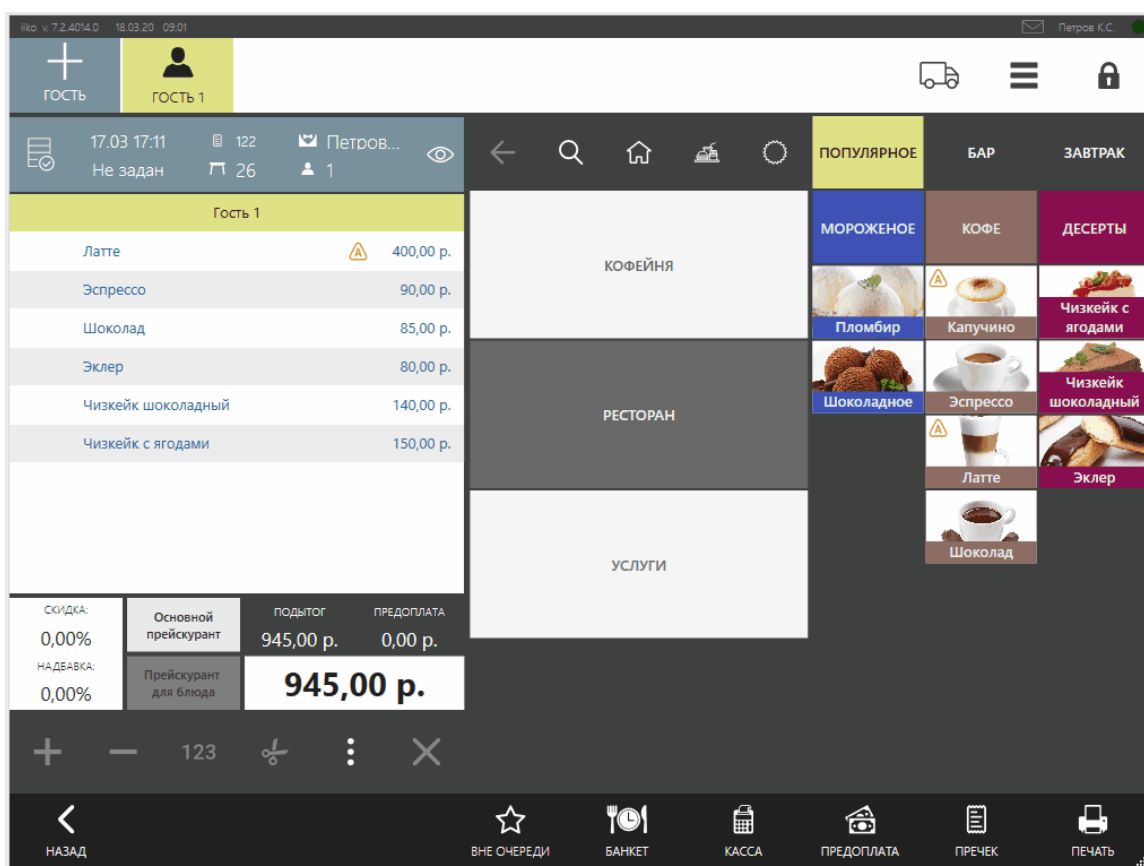 iiko v. 7.2.4014.0 18.03.20 09:01 Петров К.С.
ГОСТЬ
ГОСТЬ 1
17.03 17:11 122 Петров...
Не задан 26 1
ПОПУЛЯРНОЕ БАР ЗАВТРАК
Гость 1
Латте 400,00 р.
Эспрессо 90,00 р.
Шоколад 85,00 р.
Эклер 80,00 р.
Чизкейк шоколадный 140,00 р.
Чизкейк с ягодами 150,00 р.
СКИДКА:
0,00%
НАДБАВКА:
0,00%
Основной
прейскурант
Прейскурант
для блюда
ПОДЫТОГ ПРЕДОПЛАТА
945,00 р. 0,00 р.
945,00 р.
123
КОФЕЙНЯ
РЕСТОРАН
УСЛУГИ
МОРОЖЕНОЕ КОФЕ ДЕСЕРТЫ
Пломбир
A
Капучино
Чизкейк с
ягодами
Шоколадное
Эспрессо
Чизкейк
шоколадный
A
Латте
Эклер
Шоколад
НАЗАД ВНЕ ОЧЕРЕДИ БАНКЕТ КАССА ПРЕДОПЛАТА ПРЕЧЕК ПЕЧАТЬ